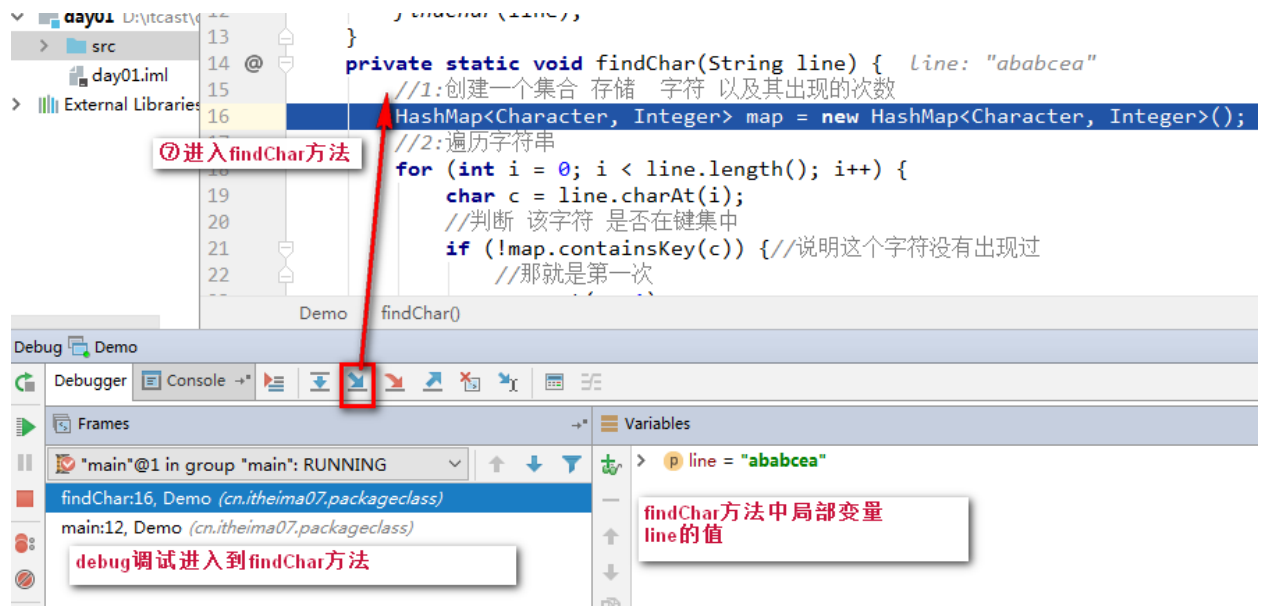 day01 D:\itcast\
src
day01.iml
External Libraries
12
13 }
14 @ private static void findChar(String line) { line: "ababcea"
15 //1:创建一个集合 存储 字符 以及其出现的次数
16 HashMap<Character, Integer> map = new HashMap<Character, Integer>();
//2:遍历字符串
⑦进入findChar方法
18 for (int i = 0; i < line.length(); i++) {
19 char c = line.charAt(i);
20 //判断 该字符 是否在键集中
21 if (!map.containsKey(c)) {//说明这个字符没有出现过
22 //那就是第一次
Demo findChar()
Debug Demo
Debugger Console
Frames
Variables
"main"@1 in group "main": RUNNING
p line = "ababcea"
findChar:16, Demo (cn.itheima07.packageclass)
main:12, Demo (cn.itheima07.packageclass)
findChar方法中局部变量
line的值
debug调试进入到findChar方法